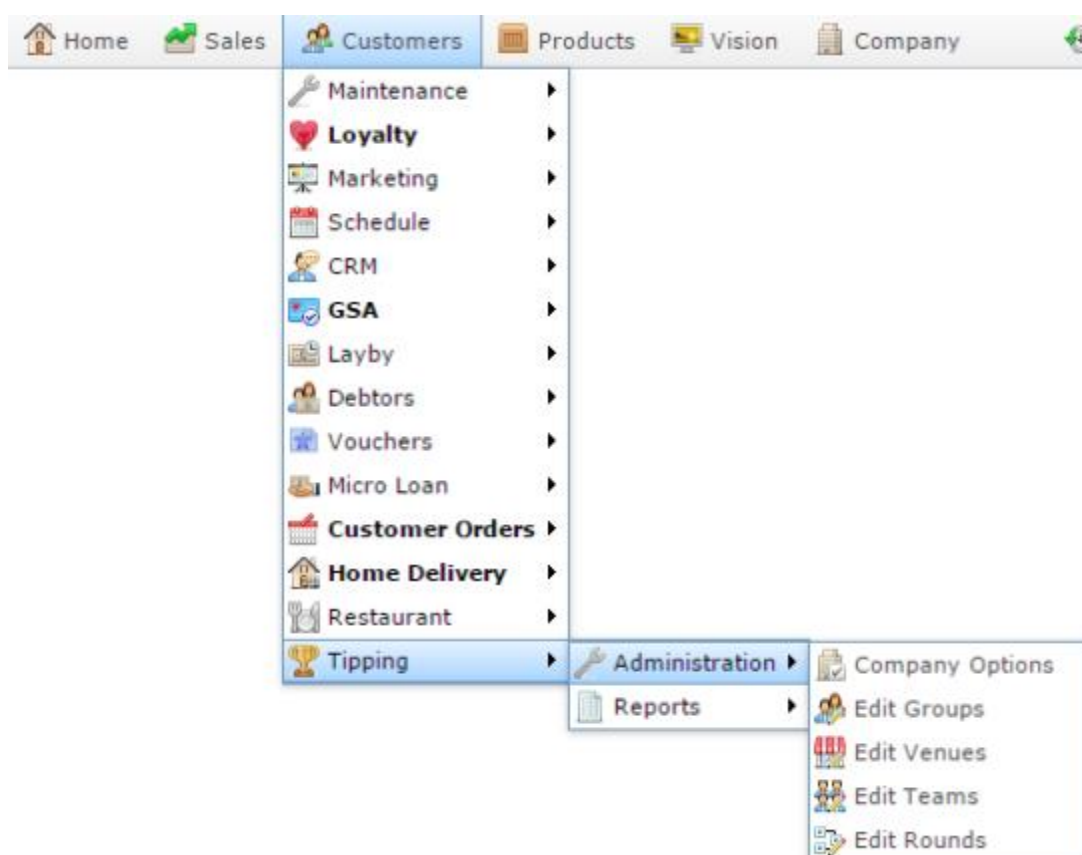 Home Sales Customers Products Vision Company
Maintenance
Loyalty
Marketing
Schedule
CRM
GSA
Layby
Debtors
Vouchers
Micro Loan
Customer Orders
Home Delivery
Restaurant
Tipping Administration Company Options
Reports Edit Groups
Edit Venues
Edit Teams
Edit Rounds